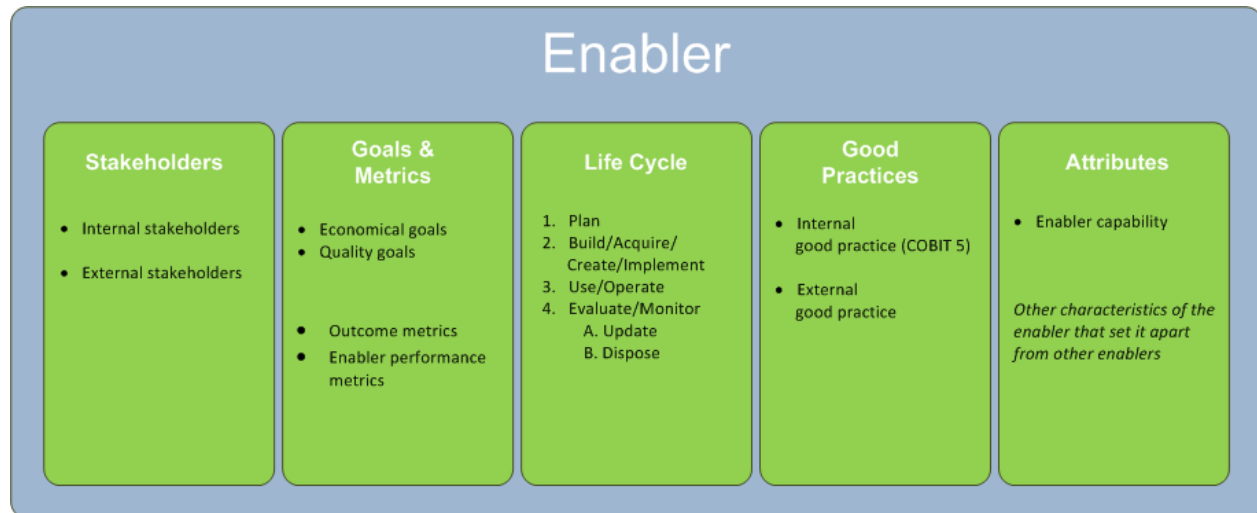 Enabler
Stakeholders
• Internal stakeholders
• External stakeholders
Goals &
Metrics
• Economical goals
• Quality goals
• Outcome metrics
• Enabler performance
metrics
Life Cycle
1. Plan
2. Build/Acquire/
Create/Implement
3. Use/Operate
4. Evaluate/Monitor
A. Update
B. Dispose
Good
Practices
• Internal
good practice (COBIT 5)
• External
good practice
Attributes
• Enabler capability
Other characteristics of the
enabler that set it apart
from other enablers